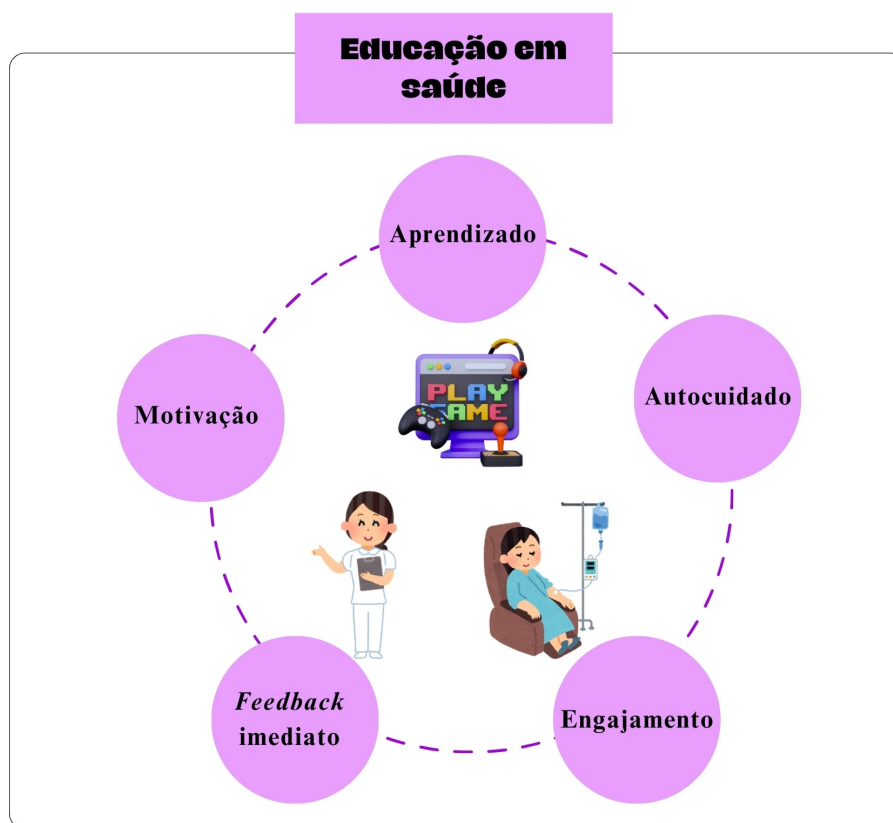 Educação em
saúde
Aprendizado
Autocuidado
Motivação
PLAY
GAME
Feedback
imediato
Engajamento